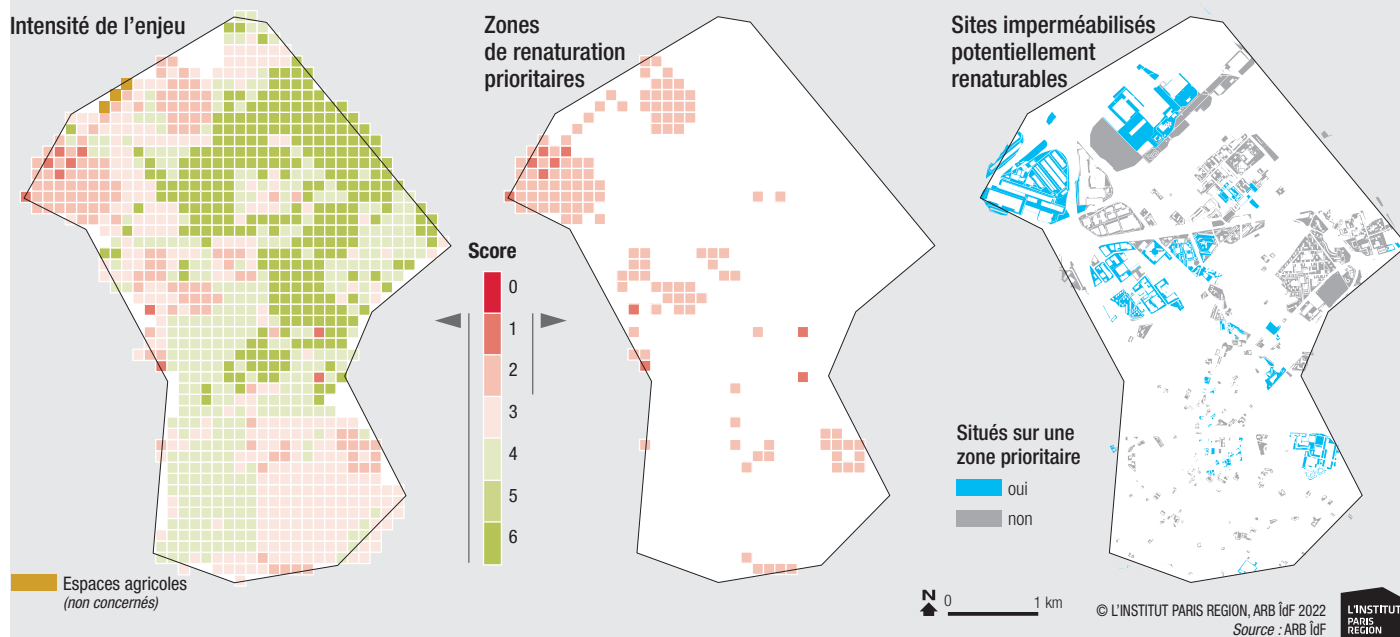 Intensité de l'enjeu
Zones
de renaturation
prioritaires
Sites imperméabilisés
potentiellement
renaturables
Score
0
1
2
3
4
5
6
Situés sur une
zone prioritaire
oui
non
Espaces agricoles
(non concernés)
N
0 1 km
© L'INSTITUT PARIS REGION, ARB ÎdF 2022
Source : ARB ÎdF
L'INSTITUT
PARIS
REGION